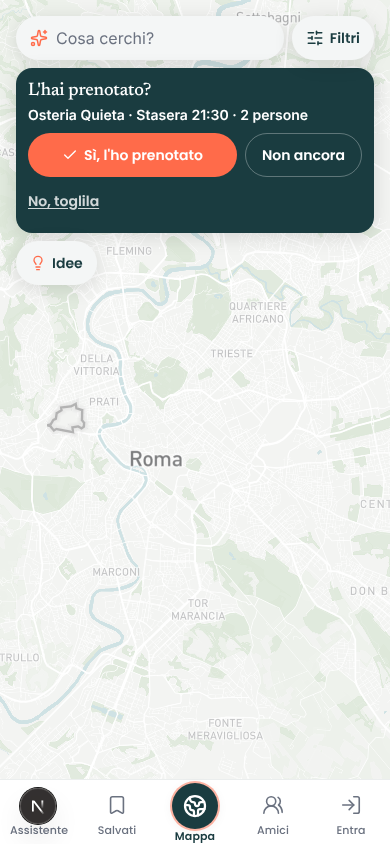 Settebagni
Cosa cerchi?
Filtri
L'hai prenotato?
Osteria Quieta · Stasera 21:30 · 2 persone
Sì, l'ho prenotato
Non ancora
No, toglila
Idee
FLEMING
QUARTIERE
AFRICANO
TRIESTE
DELLA
VITTORIA
PRATI
Roma
CENT
MARCONI
DON B
TOR
MARANCIA
TRULLO
FONTE
MERAVIGLIOSA
N
Assistente
Salvati
Mappa
Amici
Entra